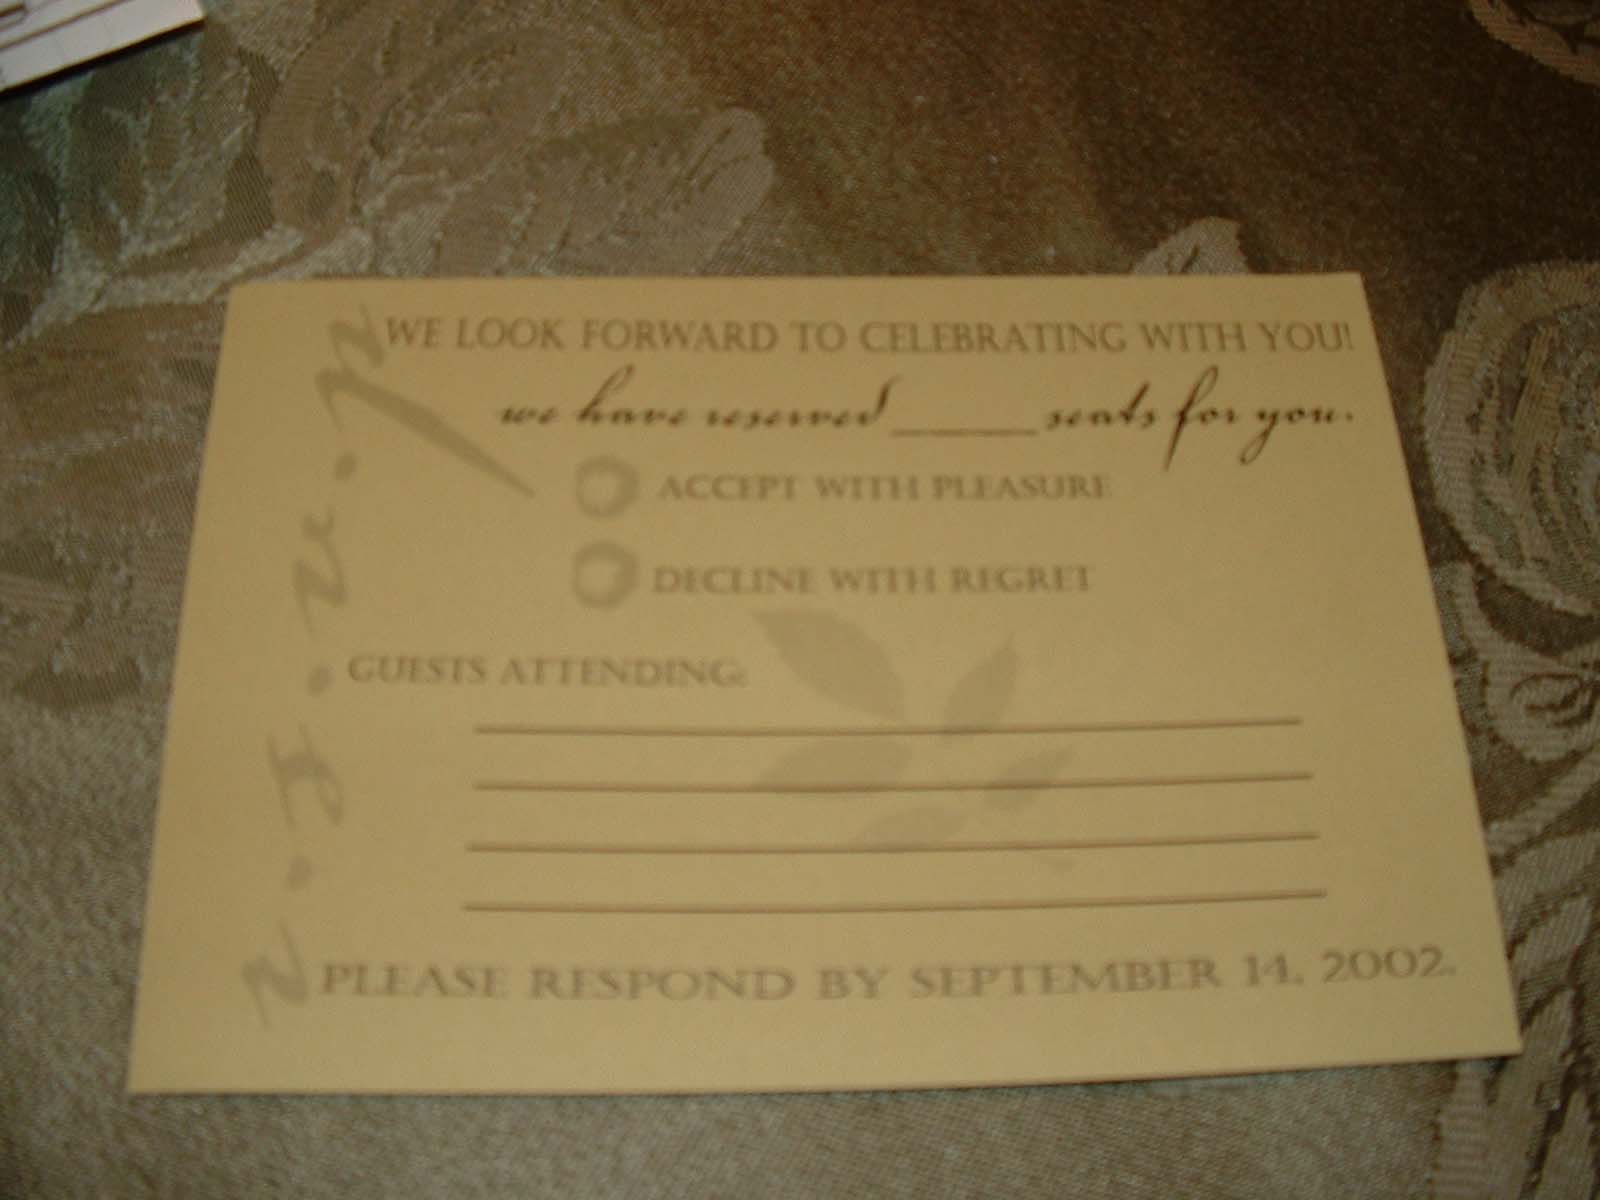 WE LOOK FORWARD TO CELEBRATING WITH YOU!
we have reserved _____ seats for you.
ACCEPT WITH PLEASURE
DECLINE WITH REGRET
GUESTS ATTENDING:
PLEASE RESPOND BY SEPTEMBER 14, 2002.
r.s.v.p